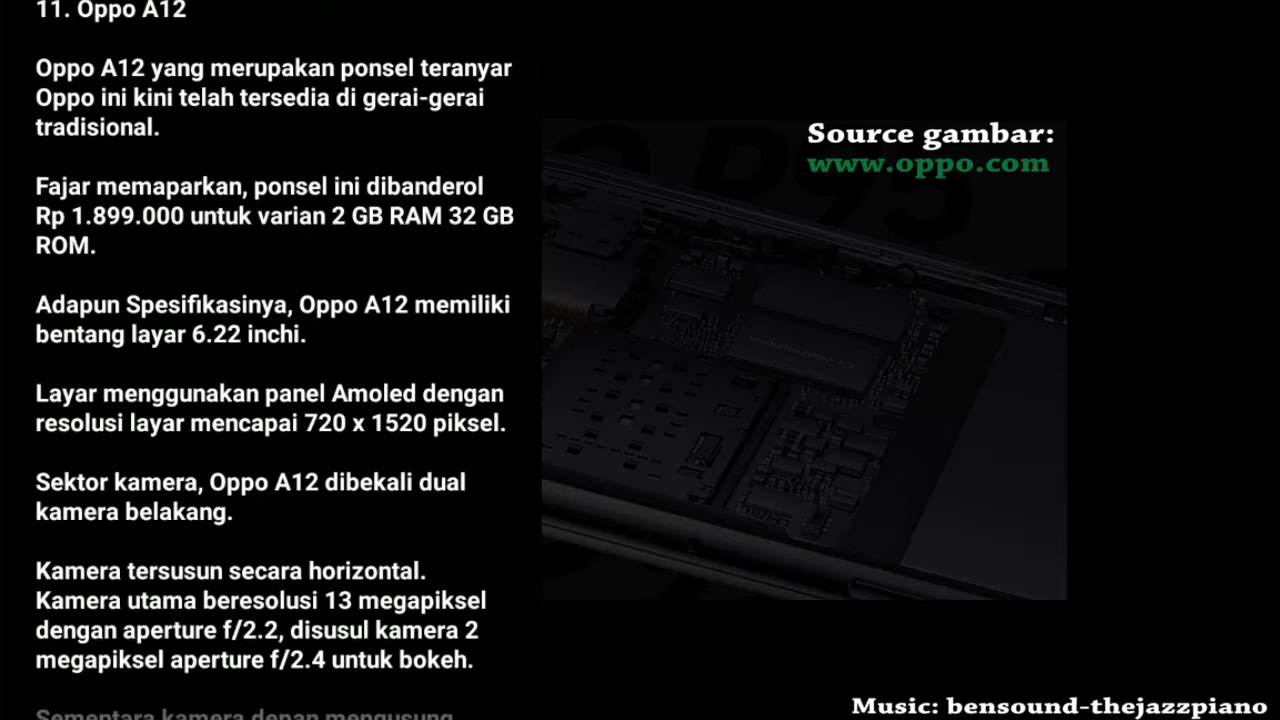 11. Oppo A12
Oppo A12 yang merupakan ponsel teranyar
Oppo ini kini telah tersedia di gerai-gerai
tradisional.
Fajar memaparkan, ponsel ini dibanderol
Rp 1.899.000 untuk varian 2 GB RAM 32 GB
ROM.
Adapun Spesifikasinya, Oppo A12 memiliki
bentang layar 6.22 inchi.
Layar menggunakan panel Amoled dengan
resolusi layar mencapai 720 x 1520 piksel.
Sektor kamera, Oppo A12 dibekali dual
kamera belakang.
Kamera tersusun secara horizontal.
Kamera utama beresolusi 13 megapiksel
dengan aperture f/2.2, disusul kamera 2
megapiksel aperture f/2.4 untuk bokeh.
Sementara kamera depan mengusung
Source gambar:
www.oppo.com
Music: bensound-thejazzpiano